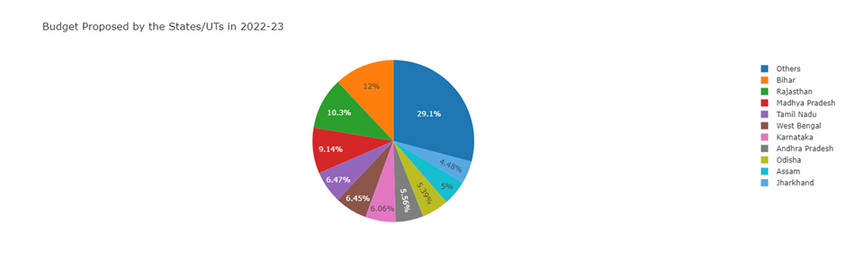 Budget Proposed by the States/UTs in 2022-23
12%
29.1%
10.3%
9.14%
4.48%
6.47%
5%
6.45%
5.39%
6.06%
5.56%
Others
Bihar
Rajasthan
Madhya Pradesh
Tamil Nadu
West Bengal
Karnataka
Andhra Pradesh
Odisha
Assam
Jharkhand